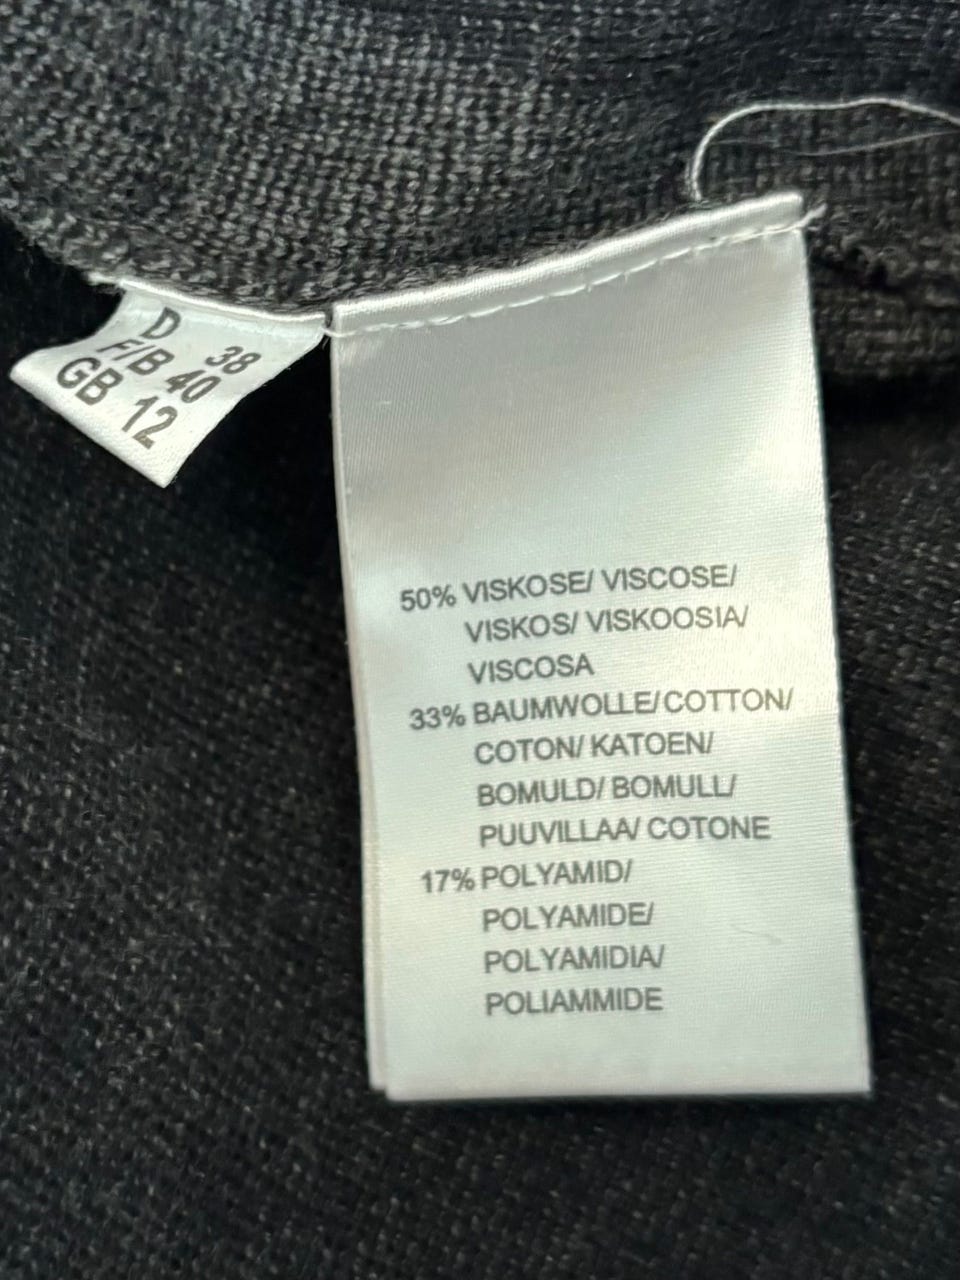 D 38
F/B 40
GB 12
50% VISKOSE/ VISCOSE/
VISKOS/ VISKOOSIA/
VISCOSA
33% BAUMWOLLE/ COTTON/
COTON/ KATOEN/
BOMULD/ BOMULL/
PUUVILLAA/ COTONE
17% POLYAMID/
POLYAMIDE/
POLYAMIDIA/
POLIAMMIDE